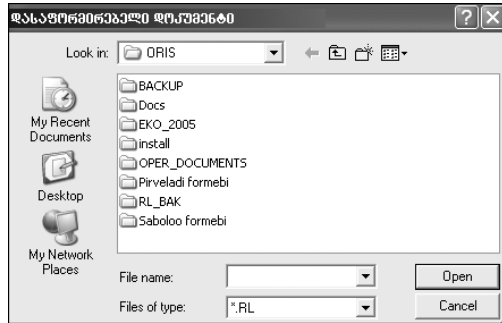 დასაფორმირებელი დოკუმენტი
Look in: ORIS
BACKUP
Docs
EKO_2005
install
OPER_DOCUMENTS
Pirveladi formebi
RL_BAK
Saboloo formebi
My Recent
Documents
Desktop
My Network
Places
File name: Open
Files of type: *.RL Cancel